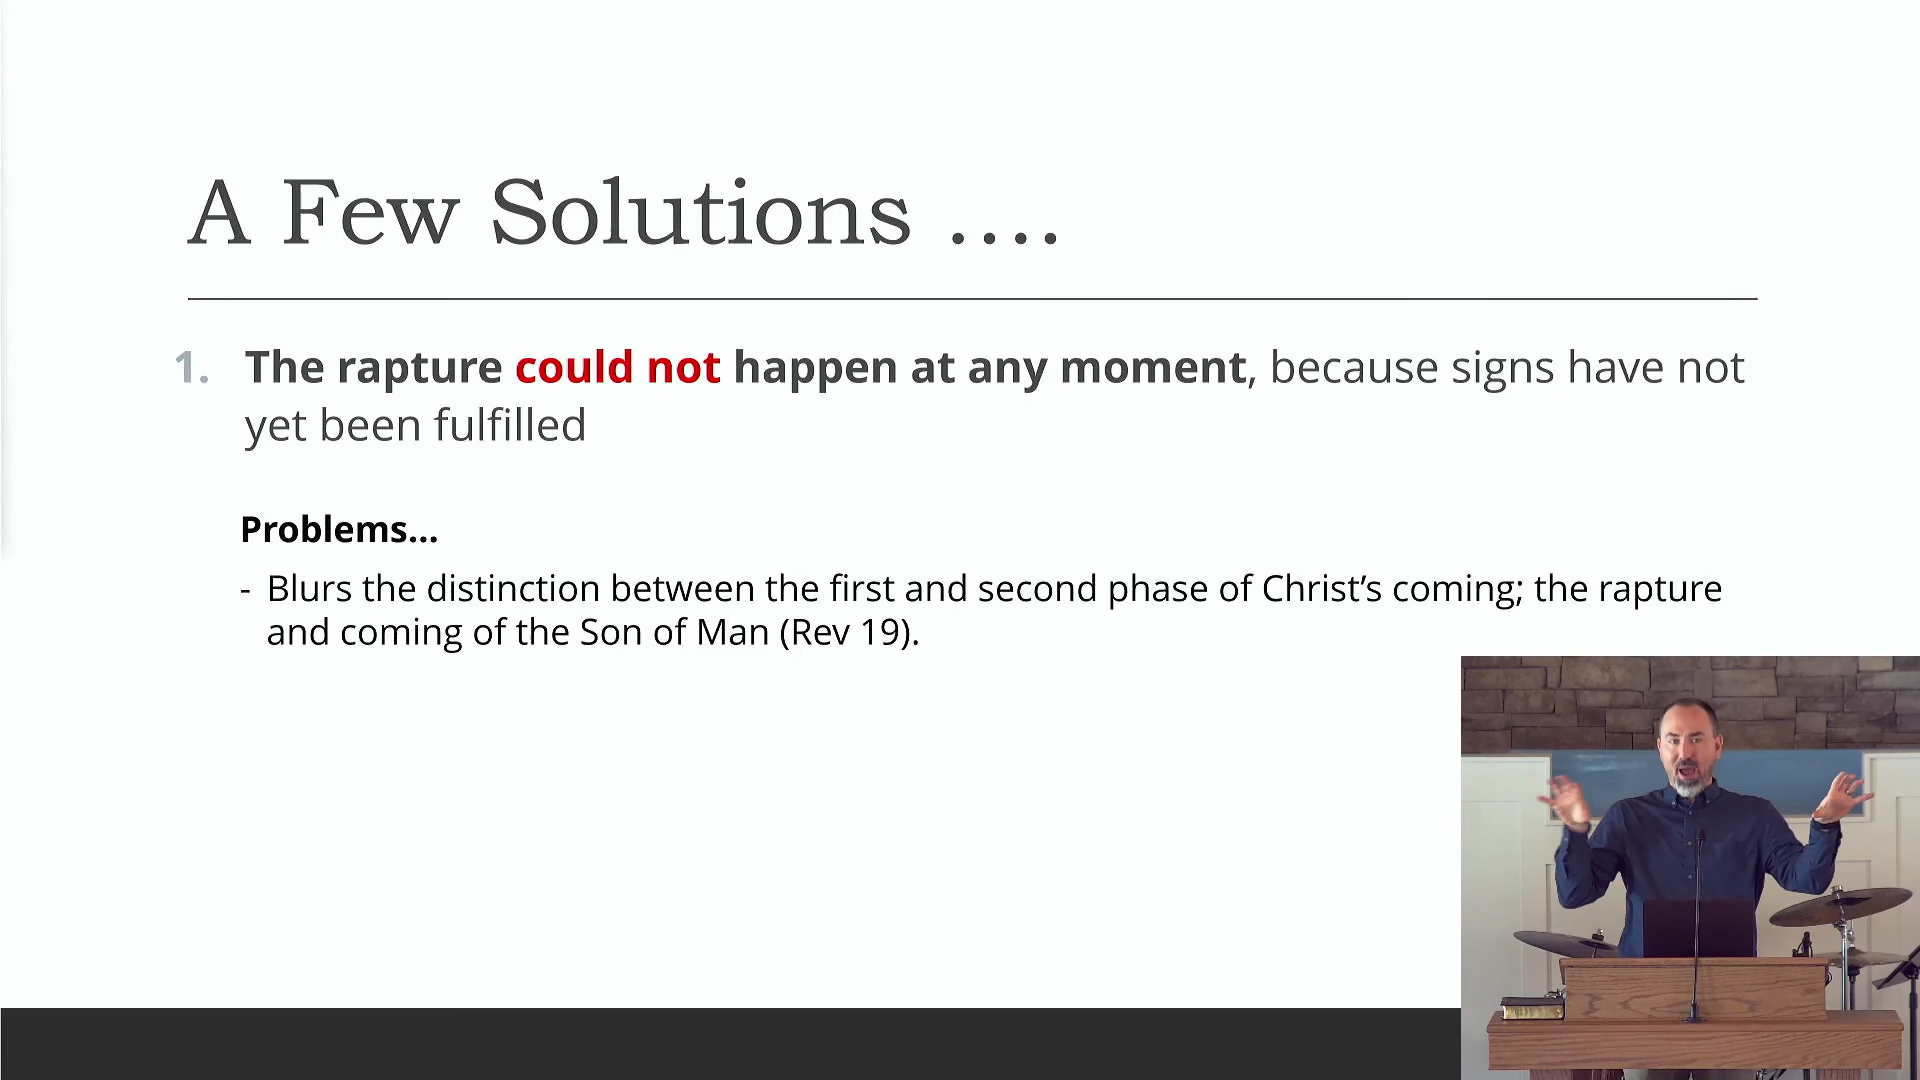 A Few Solutions ....
1. The rapture could not happen at any moment, because signs have not
yet been fulfilled
Problems...
- Blurs the distinction between the first and second phase of Christ’s coming; the rapture
and coming of the Son of Man (Rev 19).